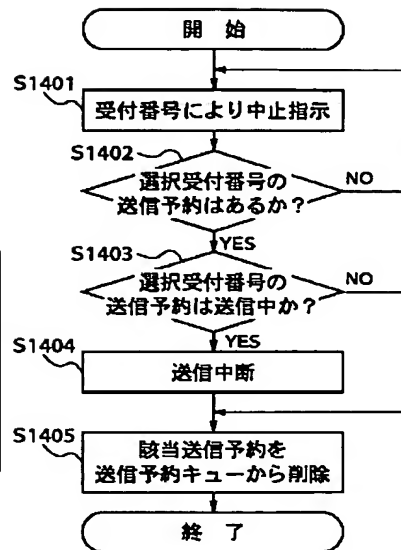 開 始
S1401
受付番号により中止指示
S1402
選択受付番号の
送信予約はあるか？
NO
YES
S1403
選択受付番号の
送信予約は送信中か？
NO
YES
S1404
送信中断
S1405
該当送信予約を
送信予約キューから削除
終 了